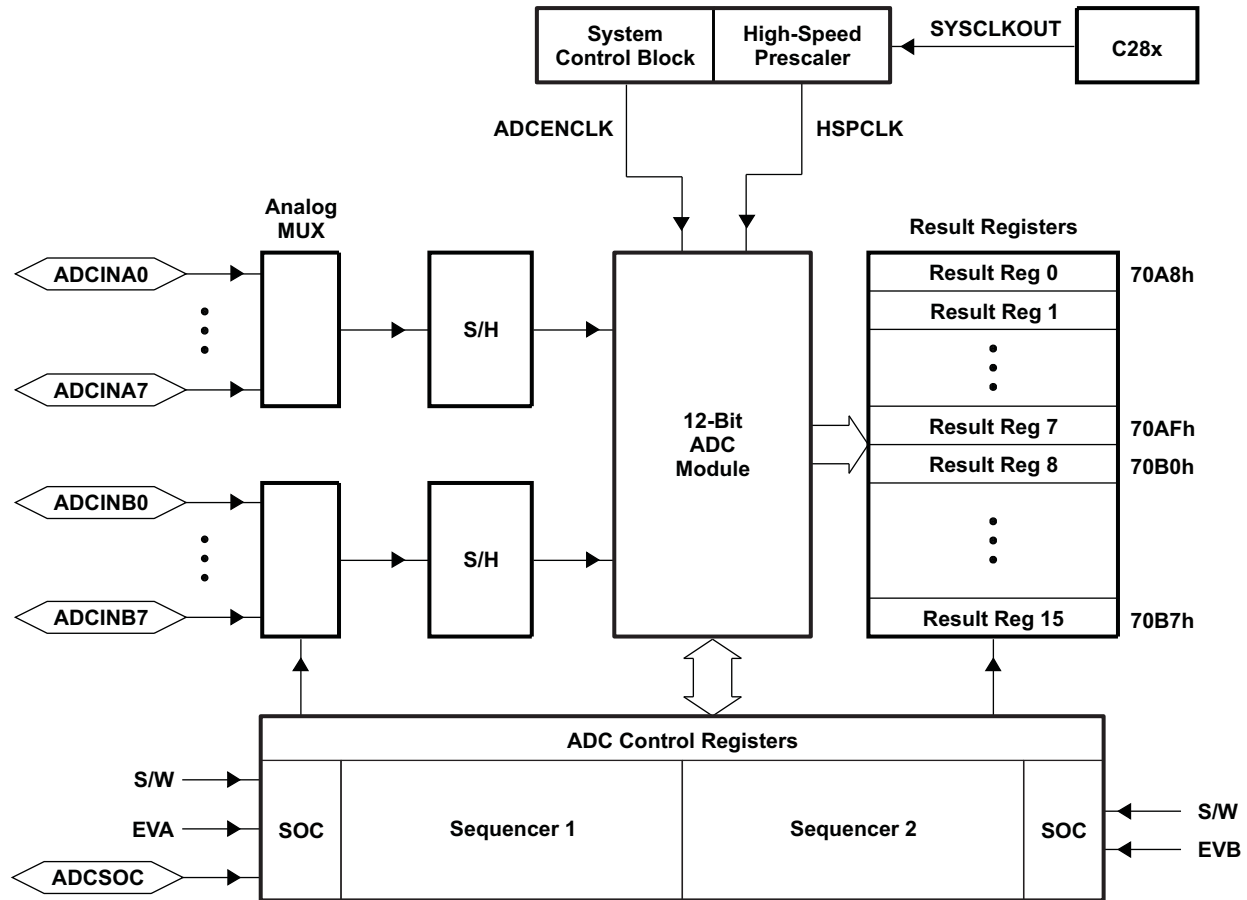 System
Control Block
High-Speed
Prescaler
SYSCLKOUT
C28x
ADCENCLK
HSPCLK
Analog
MUX
Result Registers
ADCINA0
ADCINA7
S/H
ADCINB0
ADCINB7
S/H
12-Bit
ADC
Module
Result Reg 0
70A8h
Result Reg 1
Result Reg 7
70AFh
Result Reg 8
70B0h
Result Reg 15
70B7h
ADC Control Registers
S/W
EVA
ADCSOC
SOC
Sequencer 1
Sequencer 2
SOC
S/W
EVB